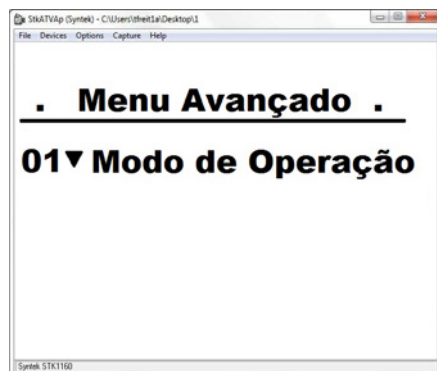 StkATVAp (Syntek) - C:\Users\tfreit1a\Desktop\1
File Devices Options Capture Help
. Menu Avançado .
01▼ Modo de Operação
Syntek STK1160